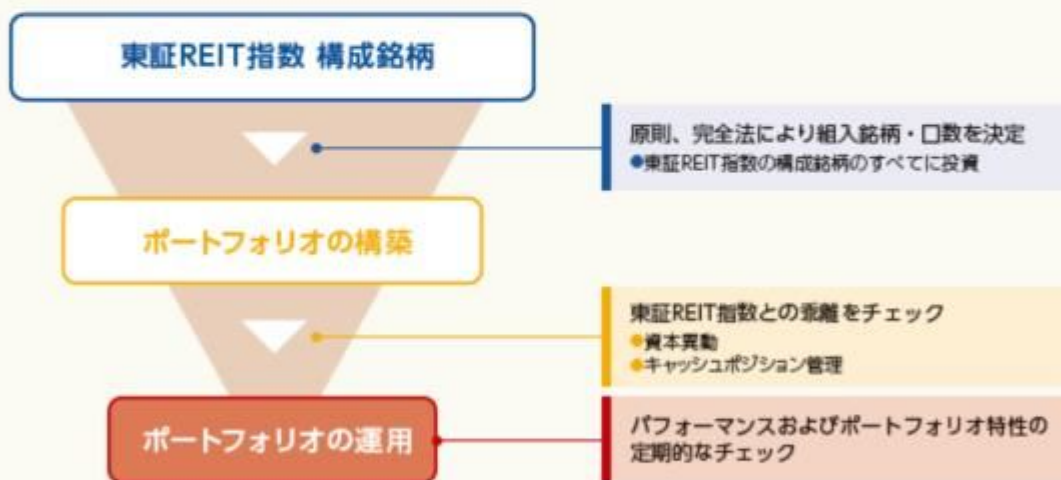 東証REIT指数 構成銘柄
原則、完全法により組入銘柄・口数を決定
●東証REIT指数の構成銘柄のすべてに投資
ポートフォリオの構築
東証REIT指数との乖離をチェック
●資本異動
●キャッシュポジション管理
ポートフォリオの運用
パフォーマンスおよびポートフォリオ特性の
定期的なチェック